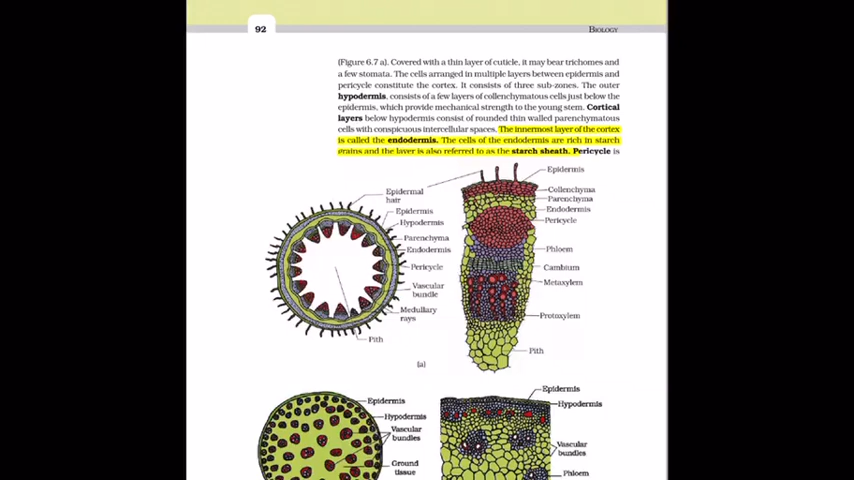 92
BIOLOGY
(Figure 6.7 a). Covered with a thin layer of cuticle, it may bear trichomes and
a few stomata. The cells arranged in multiple layers between epidermis and
pericycle constitute the cortex. It consists of three sub-zones. The outer
hypodermis, consists of a few layers of collenchymatous cells just below the
epidermis, which provide mechanical strength to the young stem. Cortical
layers below hypodermis consist of rounded thin walled parenchymatous
cells with conspicuous intercellular spaces. The innermost layer of the cortex
is called the endodermis. The cells of the endodermis are rich in starch
grains and the layer is also referred to as the starch sheath. Pericycle is
Epidermal
hair
Epidermis
Hypodermis
Parenchyma
Endodermis
Pericycle
Vascular
bundle
Medullary
rays
Pith
Epidermis
Collenchyma
Parenchyma
Endodermis
Pericycle
Phloem
Cambium
Metaxylem
Protoxylem
Pith
(a)
Epidermis
Hypodermis
Vascular
bundles
Ground
tissue
Epidermis
Hypodermis
Vascular
bundles
Phloem